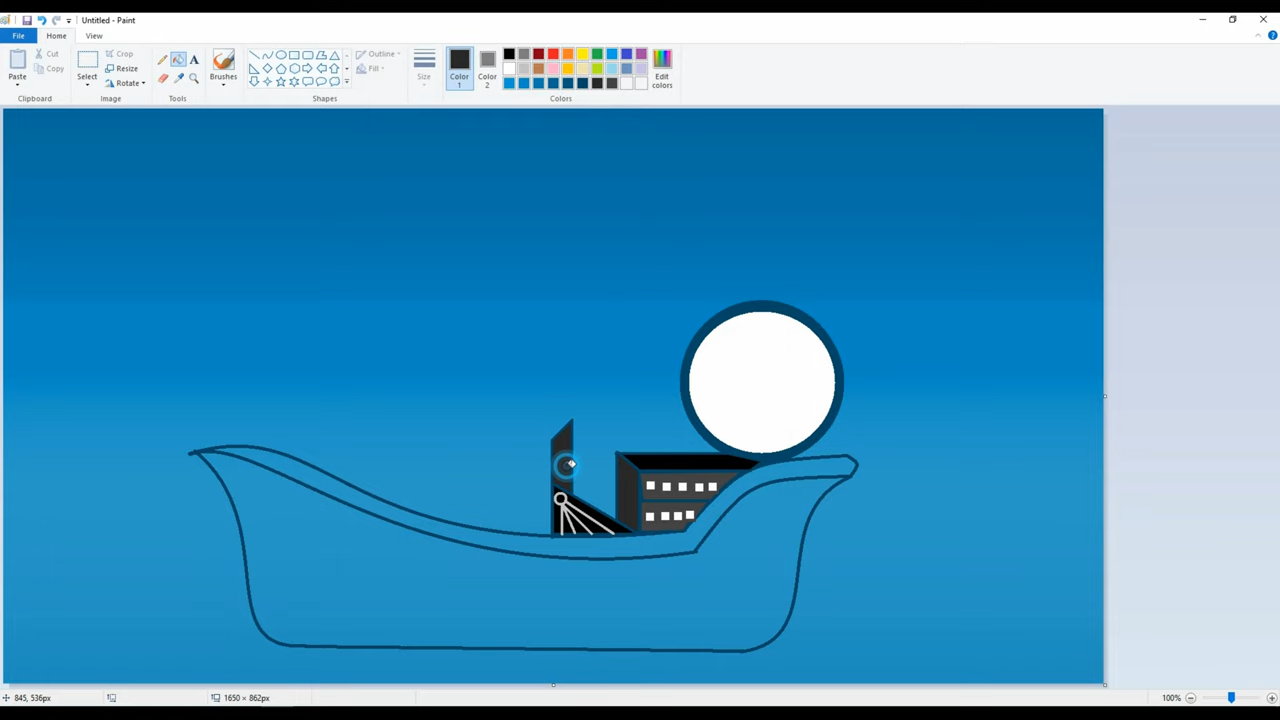 Untitled - Paint
File Home View
Paste
Cut
Copy
Clipboard
Select
Crop
Resize
Rotate
Image
A
Tools
Brushes
Outline
Fill
Shapes
Size
Color 1
Color 2
Edit colors
Colors
845, 536px
1650 × 862px
100%